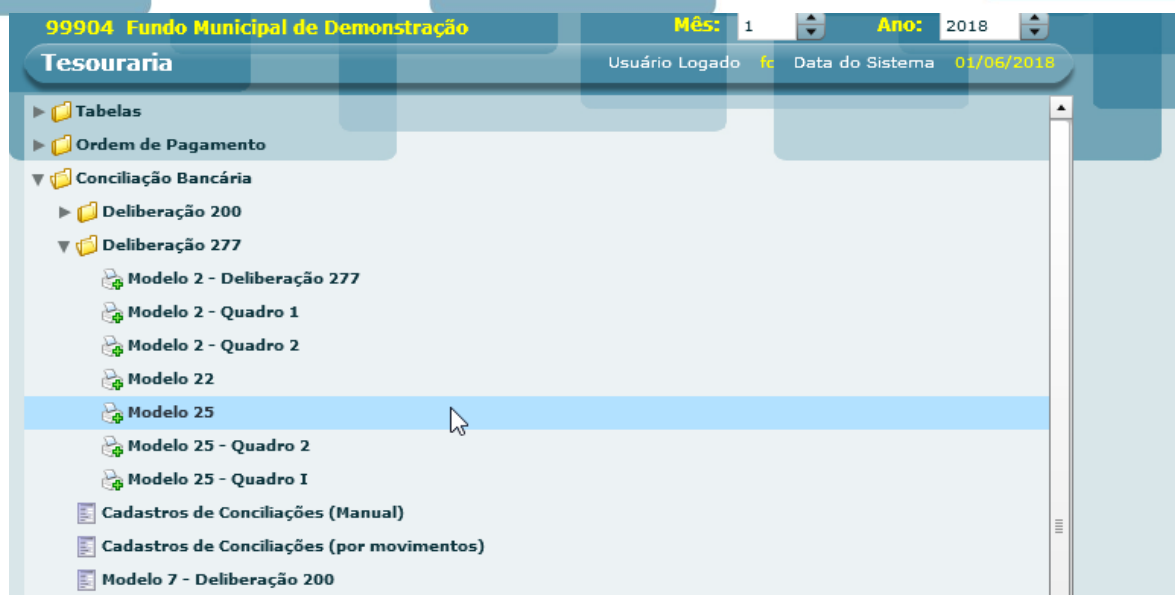 99904 Fundo Municipal de Demonstração Mês: 1 Ano: 2018
Tesouraria Usuário Logado fc Data do Sistema 01/06/2018
Tabelas
Ordem de Pagamento
Conciliação Bancária
Deliberação 200
Deliberação 277
Modelo 2 - Deliberação 277
Modelo 2 - Quadro 1
Modelo 2 - Quadro 2
Modelo 22
Modelo 25
Modelo 25 - Quadro 2
Modelo 25 - Quadro I
Cadastros de Conciliações (Manual)
Cadastros de Conciliações (por movimentos)
Modelo 7 - Deliberação 200